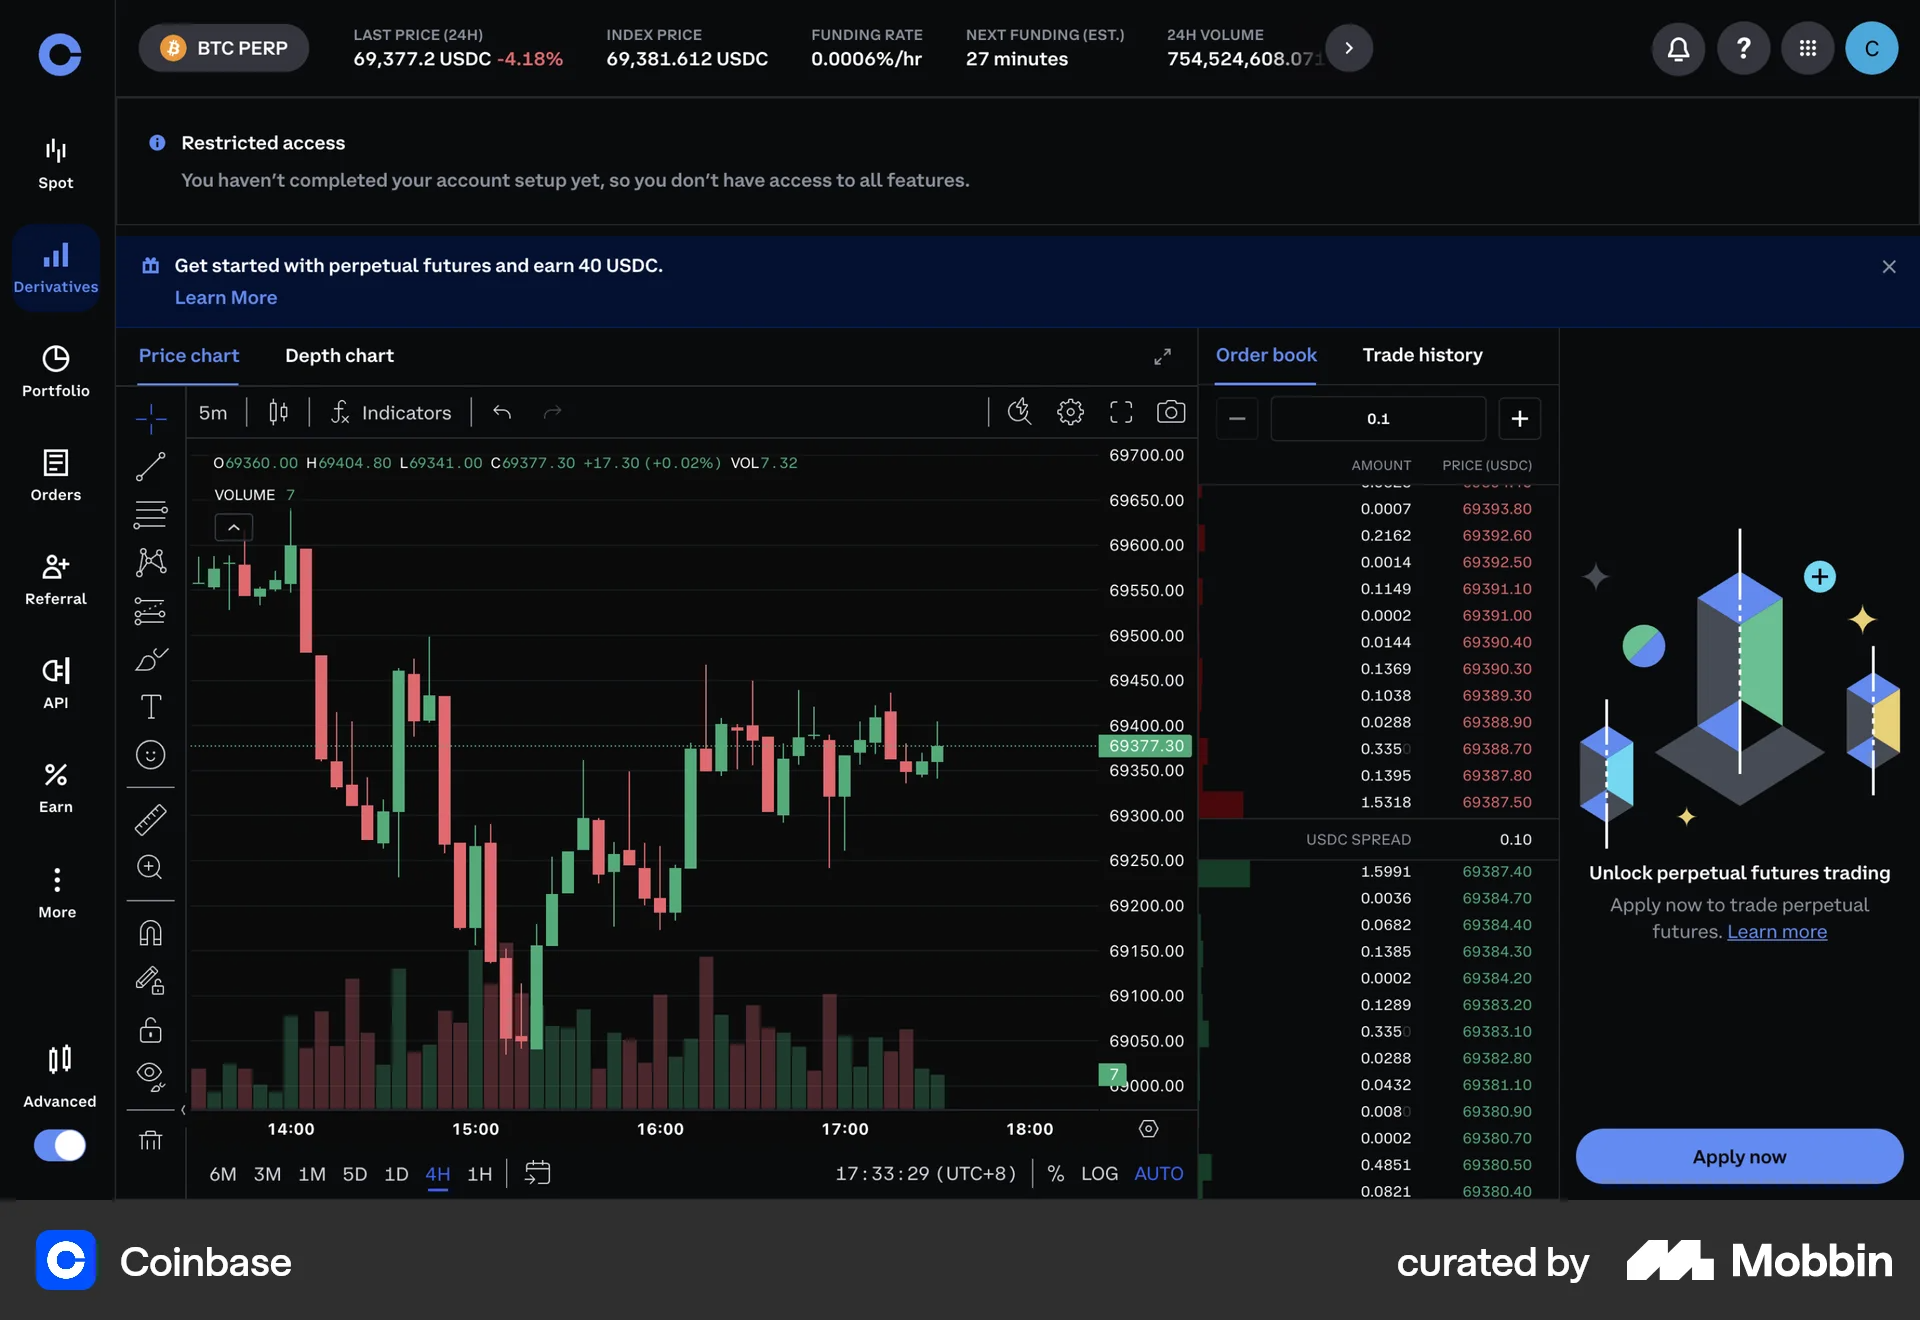 BTC PERP
LAST PRICE (24H)
69,377.2 USDC -4.18%
INDEX PRICE
69,381.612 USDC
FUNDING RATE
0.0006%/hr
NEXT FUNDING (EST.)
27 minutes
24H VOLUME
754,524,608.071
C
Spot
Derivatives
Portfolio
Orders
Referral
API
Earn
More
Advanced
Restricted access
You haven’t completed your account setup yet, so you don’t have access to all features.
Get started with perpetual futures and earn 40 USDC.
Learn More
Price chart
Depth chart
5m
Indicators
O69360.00 H69404.80 L69341.00 C69377.30 +17.30 (+0.02%) VOL7.32
VOLUME 7
69700.00
69650.00
69600.00
69550.00
69500.00
69450.00
69400.00
69377.30
69350.00
69300.00
69250.00
69200.00
69150.00
69100.00
69050.00
7
69000.00
14:00 15:00 16:00 17:00 18:00
6M 3M 1M 5D 1D 4H 1H
17:33:29 (UTC+8) % LOG AUTO
Order book
Trade history
0.1
AMOUNT PRICE (USDC)
0.0007 69393.80
0.2162 69392.60
0.0014 69392.50
0.1149 69391.10
0.0002 69391.00
0.0144 69390.40
0.1369 69390.30
0.1038 69389.30
0.0288 69388.90
0.3350 69388.70
0.1395 69387.80
1.5318 69387.50
USDC SPREAD 0.10
1.5991 69387.40
0.0036 69384.70
0.0682 69384.40
0.1385 69384.30
0.0002 69384.20
0.1289 69383.20
0.3350 69383.10
0.0288 69382.80
0.0432 69381.10
0.0080 69380.90
0.0002 69380.70
0.4851 69380.50
0.0821 69380.40
Unlock perpetual futures trading
Apply now to trade perpetual
futures. Learn more
Apply now
Coinbase
curated by Mobbin